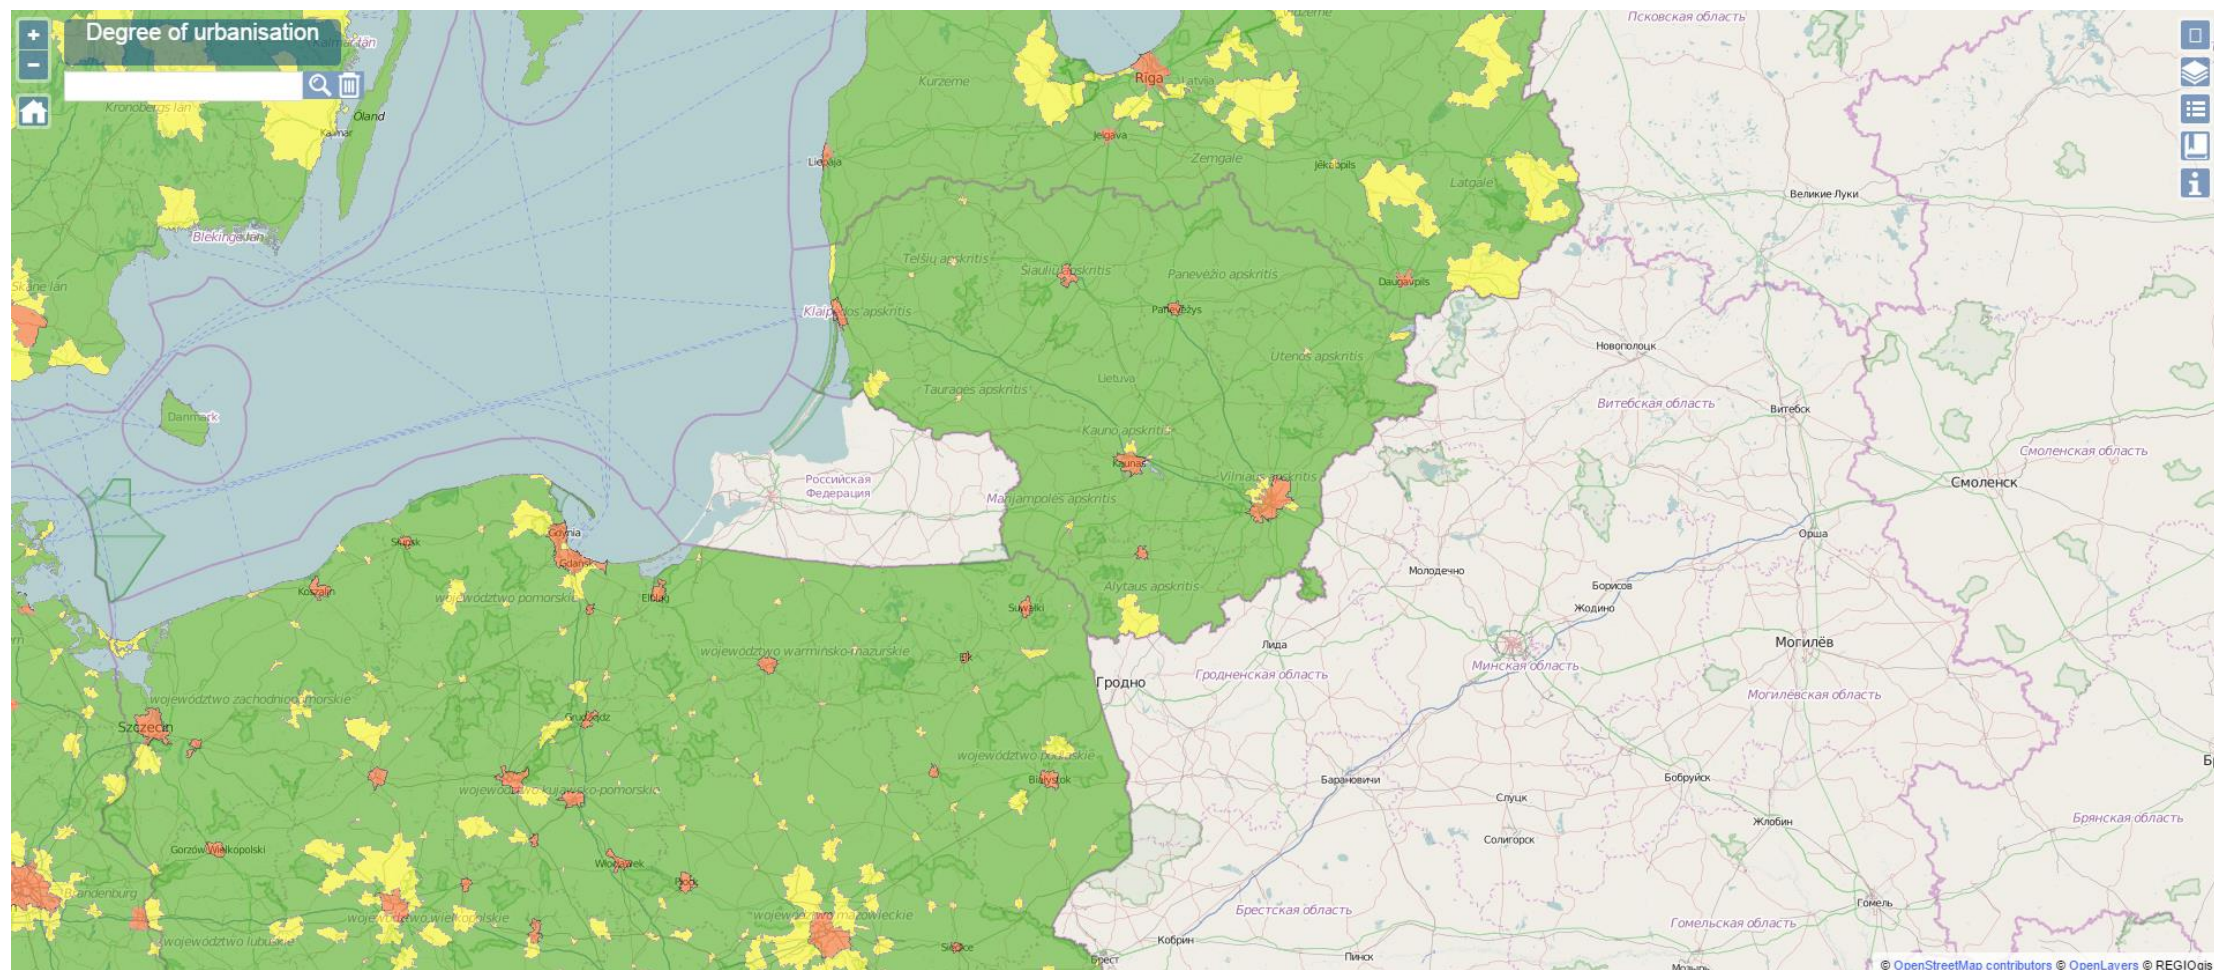 Degree of urbanisation
Псковская область
Kalmar län
Vidzeme
Rīga
Latvija
Kurzeme
Kronobergs län
Öland
Kalmar
Jelgava
Liepāja
Zemgale
Jēkabpils
Latgale
Великие Луки
Blekinge län
Telšių apskritis
Šiaulių apskritis
Panevėžio apskritis
Skåne län
Daugavpils
Klaipėdos apskritis
Panevėžys
Новополоцк
Utenos apskritis
Lietuva
Tauragės apskritis
Витебская область
Витебск
Danmark
Kauno apskritis
Смоленская область
Kaunas
Vilniaus apskritis
Российская
Федерация
Смоленск
Marijampolės apskritis
Gdynia
Słupsk
Орша
Gdańsk
Молодечно
Борисов
Alytaus apskritis
Koszalin
województwo pomorskie
Elbląg
Suwałki
Жодино
Лида
Могилёв
województwo warmińsko-mazurskie
Ełk
Минская область
Гродно
Гродненская область
Могилёвская область
województwo zachodniopomorskie
Grudziądz
Szczecin
województwo podlaskie
Białystok
Барановичи
Бобруйск
województwo kujawsko-pomorskie
Слуцк
Жлобин
Брянская область
Солигорск
Gorzów Wielkopolski
Włocławek
Płock
Brandenburg
Гомель
województwo wielkopolskie
województwo mazowieckie
Брестская область
Гомельская область
województwo lubuskie
Siedlce
Кобрин
Брест
Пинск
Мозырь
© OpenStreetMap contributors © OpenLayers © REGIOgis